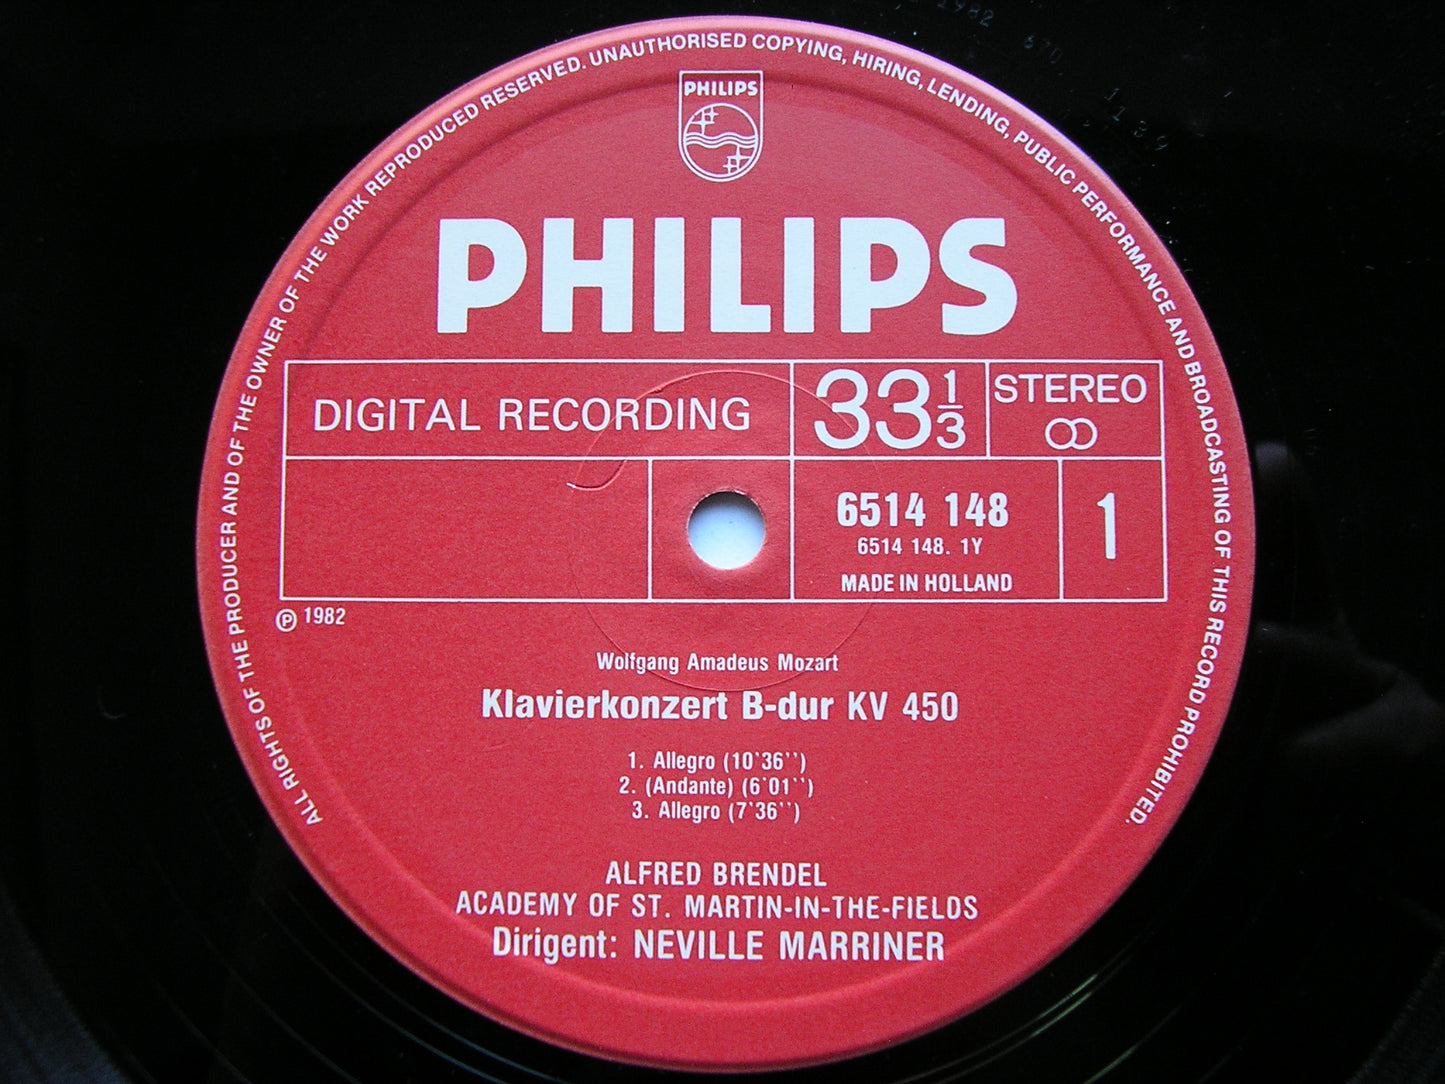 ALL RIGHTS OF THE PRODUCER AND OF THE OWNER OF THE WORK REPRODUCED RESERVED. UNAUTHORISED COPYING, HIRING, LENDING, PUBLIC PERFORMANCE AND BROADCASTING OF THIS RECORD PROHIBITED.
PHILIPS
PHILIPS
DIGITAL RECORDING
33 1/3
STEREO
6514 148
6514 148. 1Y
MADE IN HOLLAND
1
℗ 1982
Wolfgang Amadeus Mozart
Klavierkonzert B-dur KV 450
1. Allegro (10'36'')
2. (Andante) (6'01'')
3. Allegro (7'36'')
ALFRED BRENDEL
ACADEMY OF ST. MARTIN-IN-THE-FIELDS
Dirigent: NEVILLE MARRINER